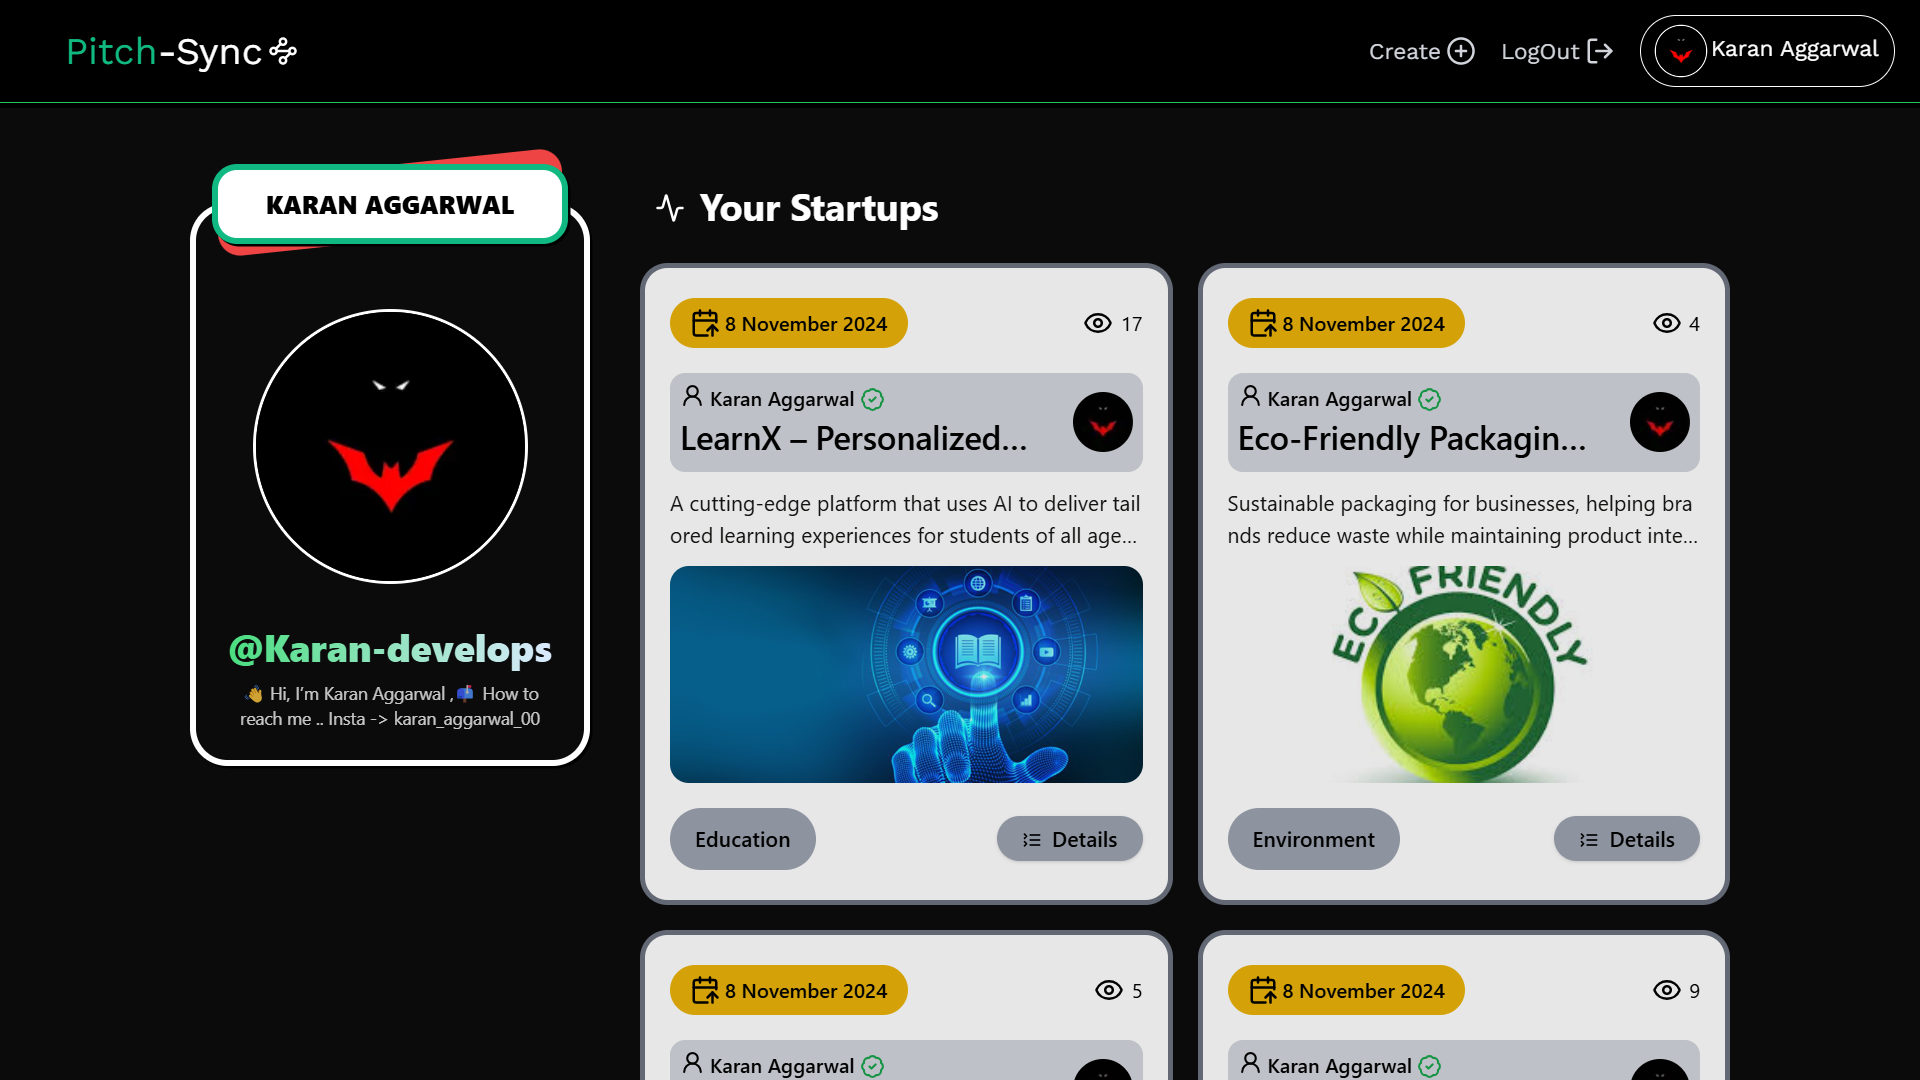 Pitch-Sync
Create
LogOut
Karan Aggarwal
KARAN AGGARWAL
@Karan-develops
👋 Hi, I'm Karan Aggarwal ,📫 How to
reach me .. Insta -> karan_aggarwal_00
Your Startups
8 November 2024
17
Karan Aggarwal
LearnX – Personalized...
A cutting-edge platform that uses AI to deliver tail
ored learning experiences for students of all age...
Education
Details
8 November 2024
4
Karan Aggarwal
Eco-Friendly Packagin...
Sustainable packaging for businesses, helping bra
nds reduce waste while maintaining product inte...
ECO FRIENDLY
Environment
Details
8 November 2024
5
Karan Aggarwal
8 November 2024
9
Karan Aggarwal